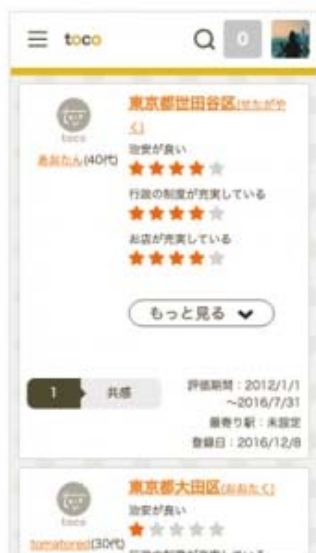 toco
0
toco
東京都世田谷区(せたがや
く)
あおたん(40代)
治安が良い
行政の制度が充実している
お店が充実している
もっと見る
1
共感
評価期間：2012/1/1
～2016/7/31
最寄り駅：未設定
登録日：2016/12/8
toco
東京都大田区(おおたく)
治安が良い
tomatored(30代)